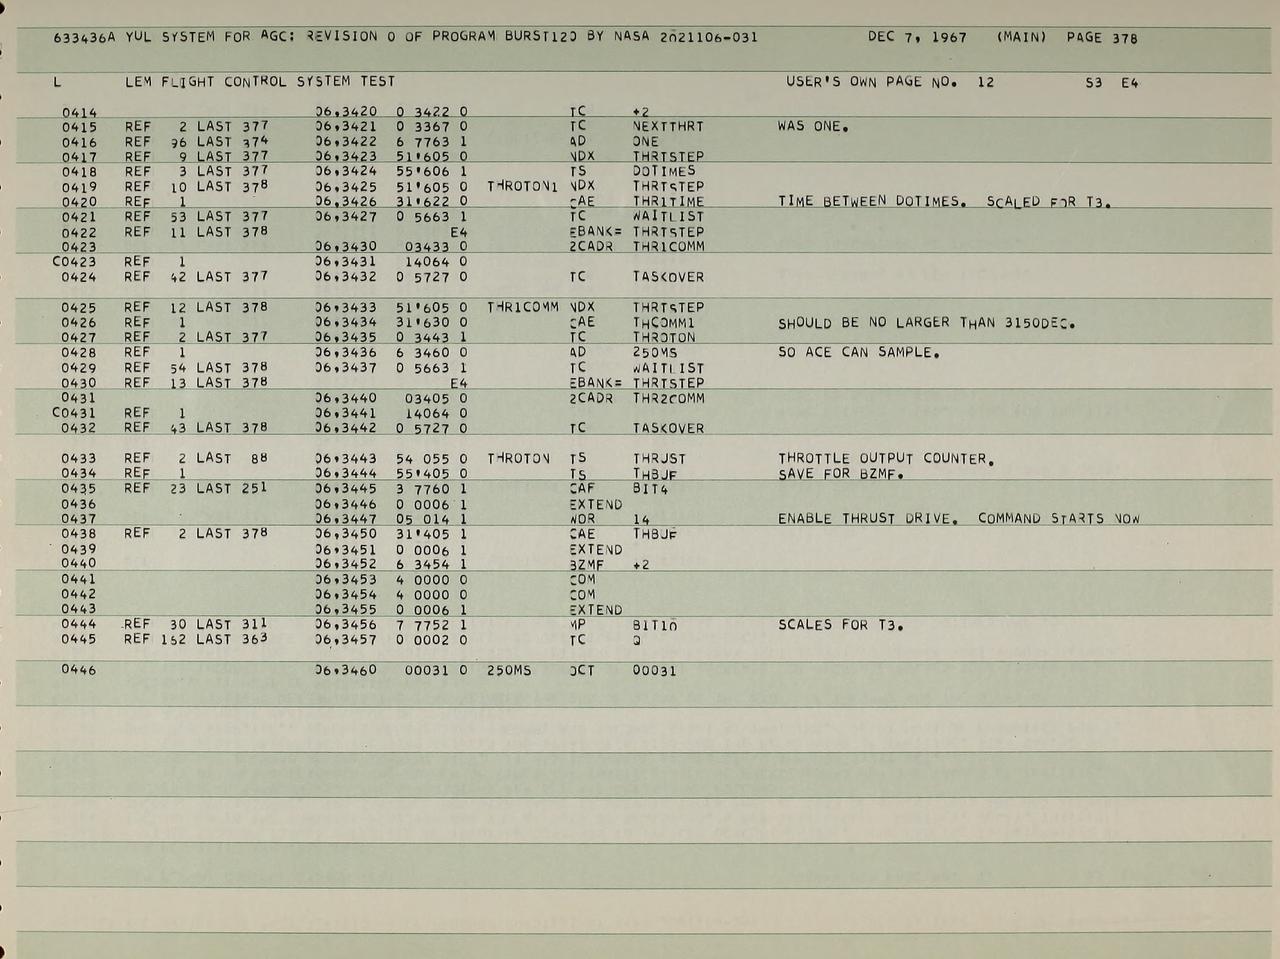 633436A YUL SYSTEM FOR AGC: REVISION 0 OF PROGRAM BURST120 BY NASA 2021106-031 DEC 7, 1967 (MAIN) PAGE 378
L LEM FLIGHT CONTROL SYSTEM TEST USER'S OWN PAGE NO. 12 S3 E4
0414 06,3420 0 3422 0 TC +2
0415 REF 2 LAST 377 06,3421 0 3367 0 TC NEXTTHRT WAS ONE.
0416 REF 96 LAST 374 06,3422 6 7763 1 AD ONE
0417 REF 9 LAST 377 06,3423 51'605 0 NDX THRTSTEP
0418 REF 3 LAST 377 06,3424 55'606 1 TS DOTIMES
0419 REF 10 LAST 378 06,3425 51'605 0 THROTON1 NDX THRTSTEP
0420 REF 1 06,3426 31'622 0 CAE THR1TIME TIME BETWEEN DOTIMES. SCALED FOR T3.
0421 REF 53 LAST 377 06,3427 0 5663 1 TC WAITLIST
0422 REF 11 LAST 378 E4 EBANK= THRTSTEP
0423 06,3430 03433 0 2CADR THR1COMM
C0423 REF 1 06,3431 14064 0
0424 REF 42 LAST 377 06,3432 0 5727 0 TC TASKOVER
0425 REF 12 LAST 378 06,3433 51'605 0 THR1COMM NDX THRTSTEP
0426 REF 1 06,3434 31'630 0 CAE THCOMM1 SHOULD BE NO LARGER THAN 3150DEC.
0427 REF 2 LAST 377 06,3435 0 3443 1 TC THROTON
0428 REF 1 06,3436 6 3460 0 AD 250MS SO ACE CAN SAMPLE.
0429 REF 54 LAST 378 06,3437 0 5663 1 TC WAITLIST
0430 REF 13 LAST 378 E4 EBANK= THRTSTEP
0431 06,3440 03405 0 2CADR THR2COMM
C0431 REF 1 06,3441 14064 0
0432 REF 43 LAST 378 06,3442 0 5727 0 TC TASKOVER
0433 REF 2 LAST 88 06,3443 54 055 0 THROTON TS THRUST THROTTLE OUTPUT COUNTER.
0434 REF 1 06,3444 55'405 0 TS THBUF SAVE FOR BZMF.
0435 REF 23 LAST 251 06,3445 3 7760 1 CAF BIT4
0436 06,3446 0 0006 1 EXTEND
0437 06,3447 05 014 1 WOR 14 ENABLE THRUST DRIVE. COMMAND STARTS NOW
0438 REF 2 LAST 378 06,3450 31'405 1 CAE THBUF
0439 06,3451 0 0006 1 EXTEND
0440 06,3452 6 3454 1 BZMF +2
0441 06,3453 4 0000 0 COM
0442 06,3454 4 0000 0 COM
0443 06,3455 0 0006 1 EXTEND
0444 REF 30 LAST 311 06,3456 7 7752 1 MP BIT10 SCALES FOR T3.
0445 REF 152 LAST 363 06,3457 0 0002 0 TC Q
0446 06,3460 00031 0 250MS OCT 00031